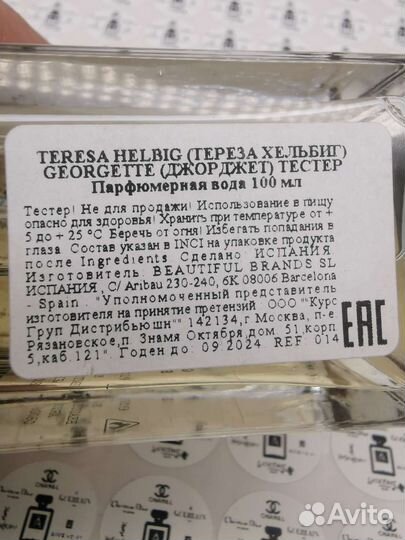 TERESA HELBIG (ТЕРЕЗА ХЕЛЬБИГ)
GEORGETTE (ДЖОРДЖЕТ) ТЕСТЕР
Парфюмерная вода 100 мл
Тестер! Не для продажи! Использование в пищу
опасно для здоровья! Хранить при температуре от +
5 до + 25 °C. Беречь от огня! Избегать попадания в
глаза. Состав указан в INCI на упаковке продукта
после Ingredients Сделано: ИСПАНИЯ.
Изготовитель: BEAUTIFUL BRANDS SL
ИСПАНИЯ , C/ Aribau 230-240, 6K 08006 Barcelona
- Spain . "Уполномоченный представитель
изготовителя на принятие претензий ООО ""Курс
Груп Дистрибьюшн"" 142134, г Москва, п-е
Рязановское,п Знамя Октября,дом 51,корп
5,каб.121". Годен до: 09.2024 REF 014
EAC
CHANEL
GUERLAIN
CHANEL
Avito